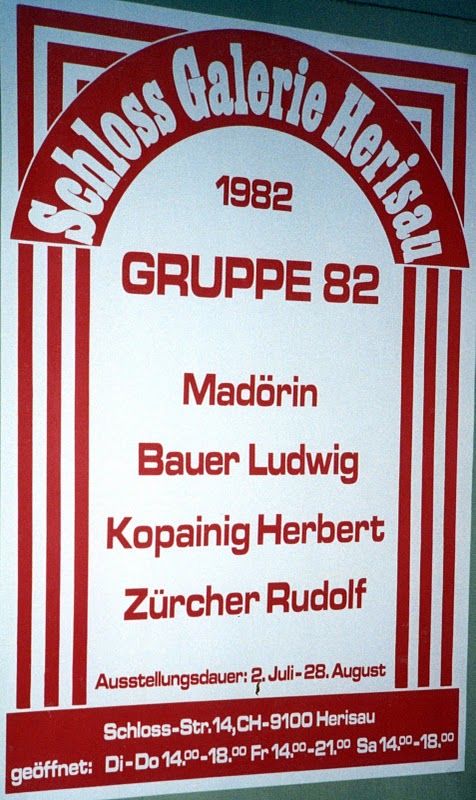 Schloss Galerie Herisau
1982
GRUPPE 82
Madörin
Bauer Ludwig
Kopainig Herbert
Zürcher Rudolf
Ausstellungsdauer: 2. Juli-28. August
Schloss-Str.14,CH-9100 Herisau
geöffnet: Di-Do 14.00-18.00 Fr 14.00-21.00 Sa 14.00-18.00